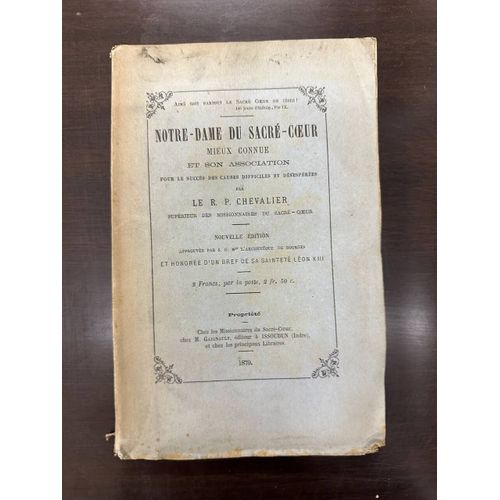 AIMÉ SOIT PARTOUT LE SACRÉ CŒUR DE JÉSUS!
NOTRE-DAME DU SACRÉ-CŒUR
MIEUX CONNUE
ET SON ASSOCIATION
POUR LE SUCCÈS DES CAUSES DIFFICILES ET DÉSESPÉRÉES
PAR
LE R. P. CHEVALIER
SUPÉRIEUR DES MISSIONNAIRES DU SACRÉ-CŒUR
NOUVELLE ÉDITION
APPROUVÉE PAR S. G. Mgr L'ARCHEVÊQUE DE BOURGES
ET HONORÉE D'UN BREF DE SA SAINTETÉ LÉON XIII
2 Francs, par la poste, 2 fr. 50 c.
Propriété
Chez les Missionnaires du Sacré-Cœur,
chez M. GAIGNAULT, éditeur à ISSOUDUN (Indre),
et chez les principaux Libraires.
1879.